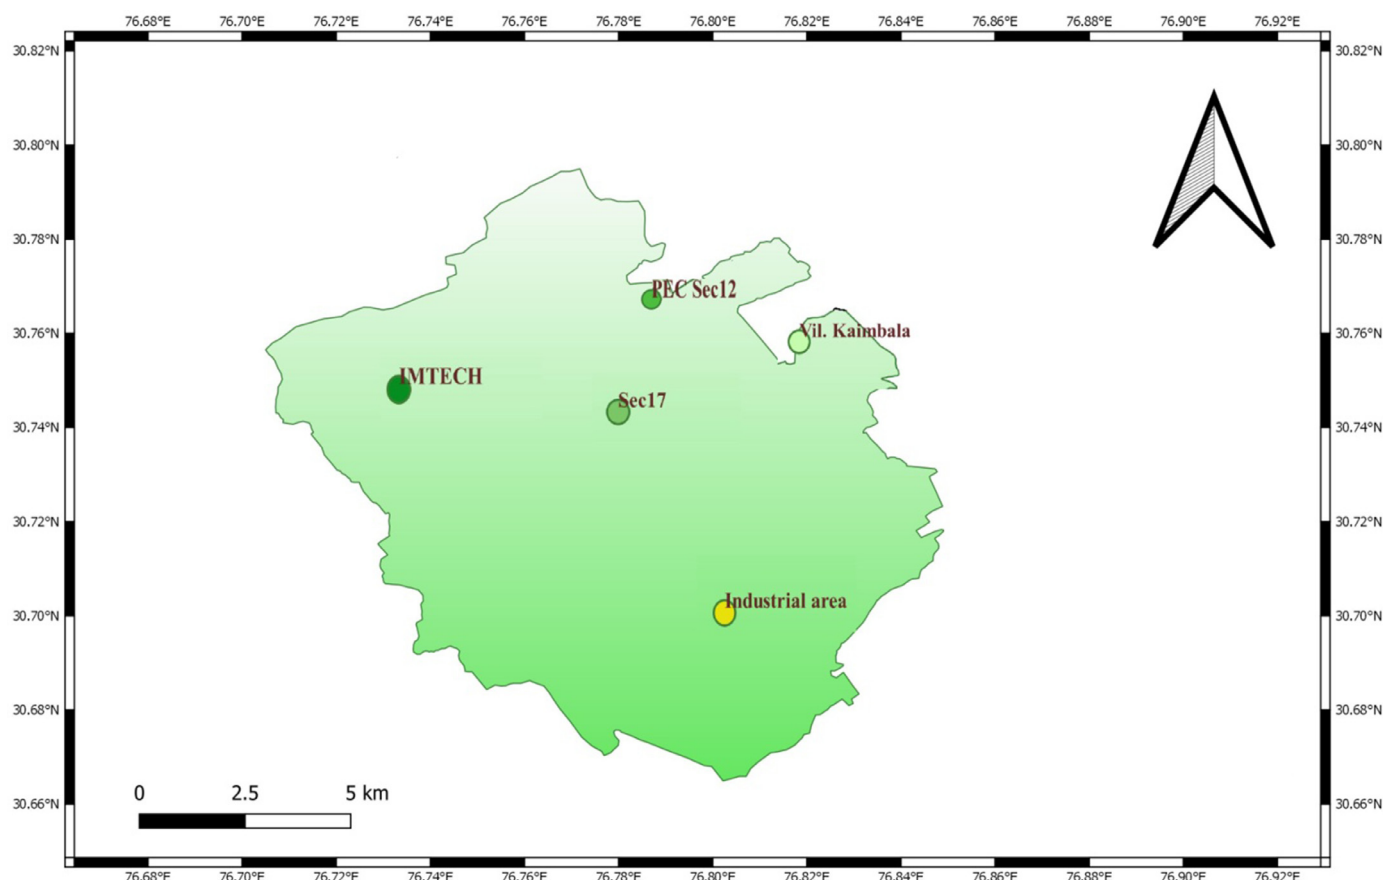 76.68°E 76.70°E 76.72°E 76.74°E 76.76°E 76.78°E 76.80°E 76.82°E 76.84°E 76.86°E 76.88°E 76.90°E 76.92°E
30.82°N 30.82°N
30.80°N 30.80°N
30.78°N 30.78°N
PEC Sec12
30.76°N Vil. Kaimbala 30.76°N
IMTECH
Sec17
30.74°N 30.74°N
30.72°N 30.72°N
Industrial area
30.70°N 30.70°N
30.68°N 30.68°N
0 2.5 5 km
30.66°N 30.66°N
76.68°E 76.70°E 76.72°E 76.74°E 76.76°E 76.78°E 76.80°E 76.82°E 76.84°E 76.86°E 76.88°E 76.90°E 76.92°E